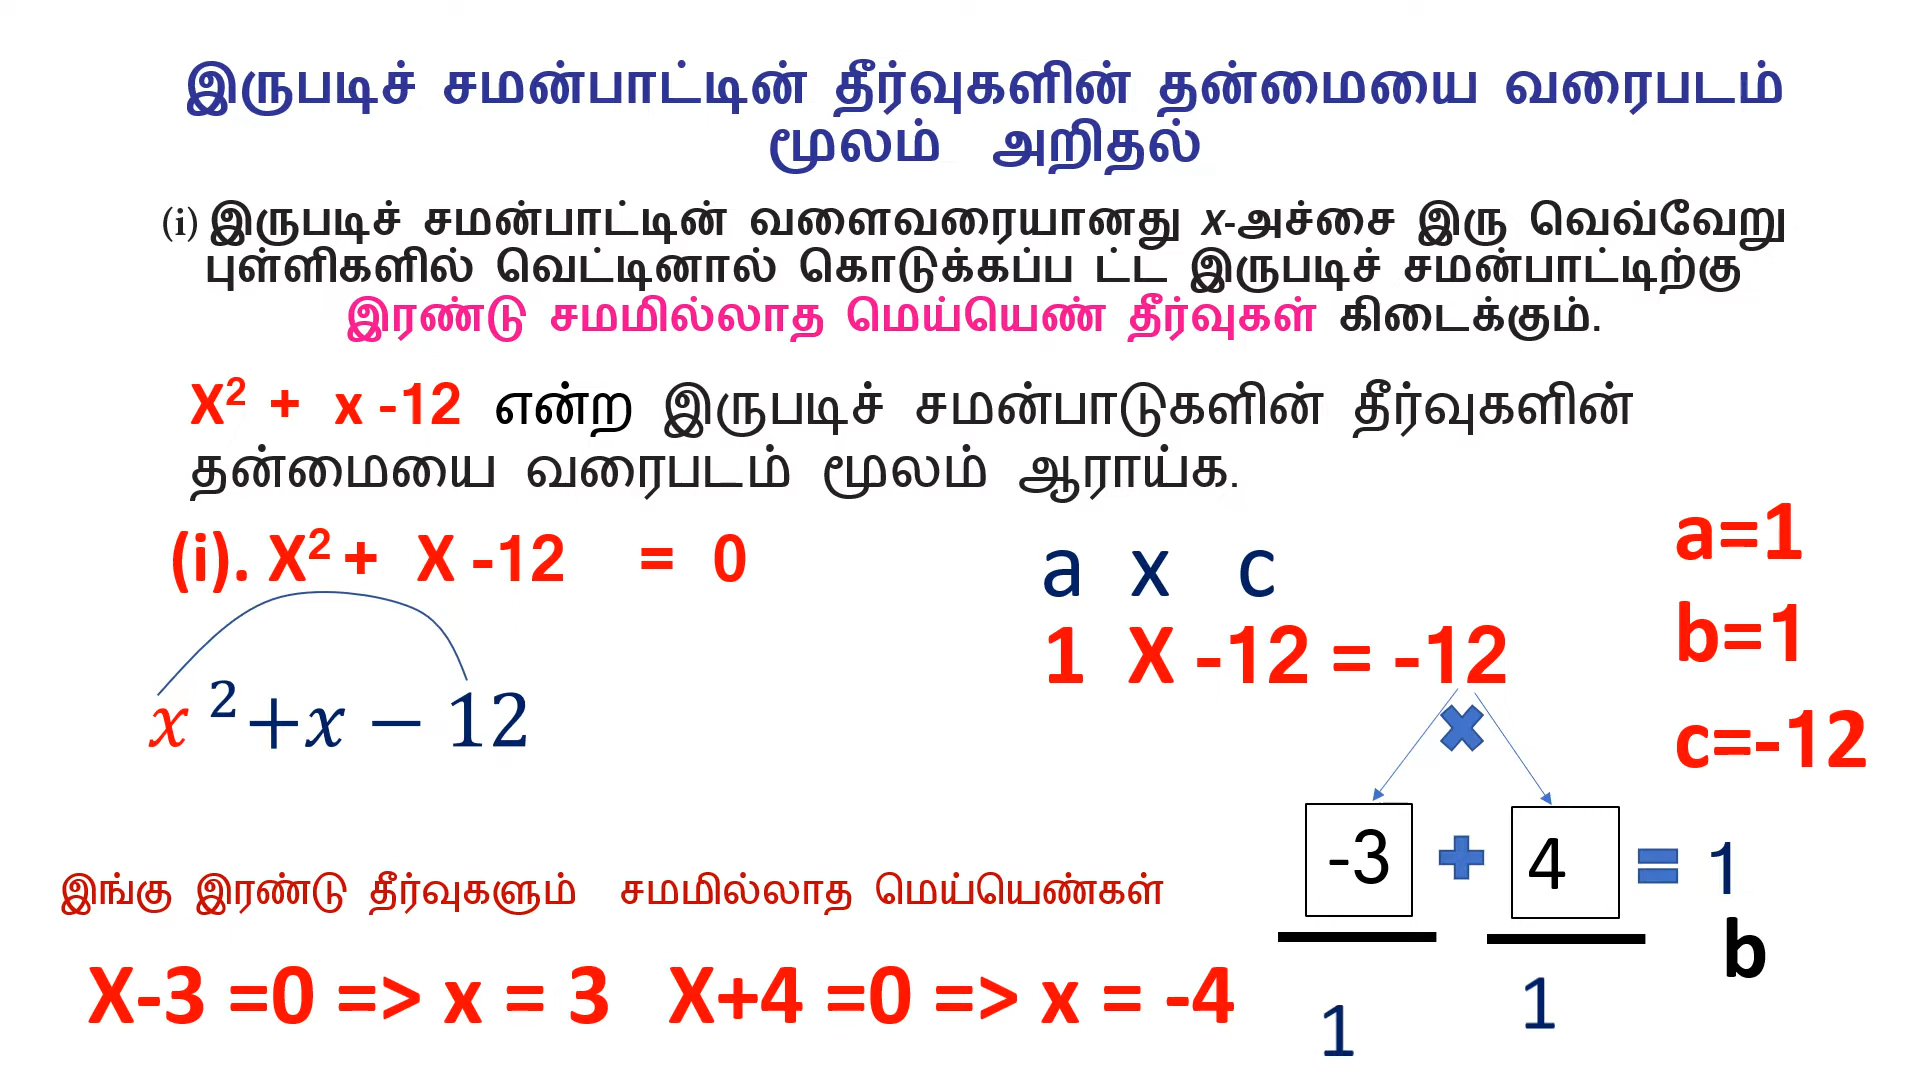 இருபடிச் சமன்பாட்டின் தீர்வுகளின் தன்மையை வரைபடம்
மூலம் அறிதல்
(i) இருபடிச் சமன்பாட்டின் வளைவரையானது x-அச்சை இரு வெவ்வேறு
புள்ளிகளில் வெட்டினால் கொடுக்கப்ப ட்ட இருபடிச் சமன்பாட்டிற்கு
இரண்டு சமமில்லாத மெய்யெண் தீர்வுகள் கிடைக்கும்.
X² + x -12 என்ற இருபடிச் சமன்பாடுகளின் தீர்வுகளின்
தன்மையை வரைபடம் மூலம் ஆராய்க.
(i). X² + X -12 = 0
x ² + x − 12
a x c
1 X -12 = -12
a=1
b=1
c=-12
-3 + 4 = 1
b
1 1
இங்கு இரண்டு தீர்வுகளும் சமமில்லாத மெய்யெண்கள்
X-3 =0 => x = 3 X+4 =0 => x = -4